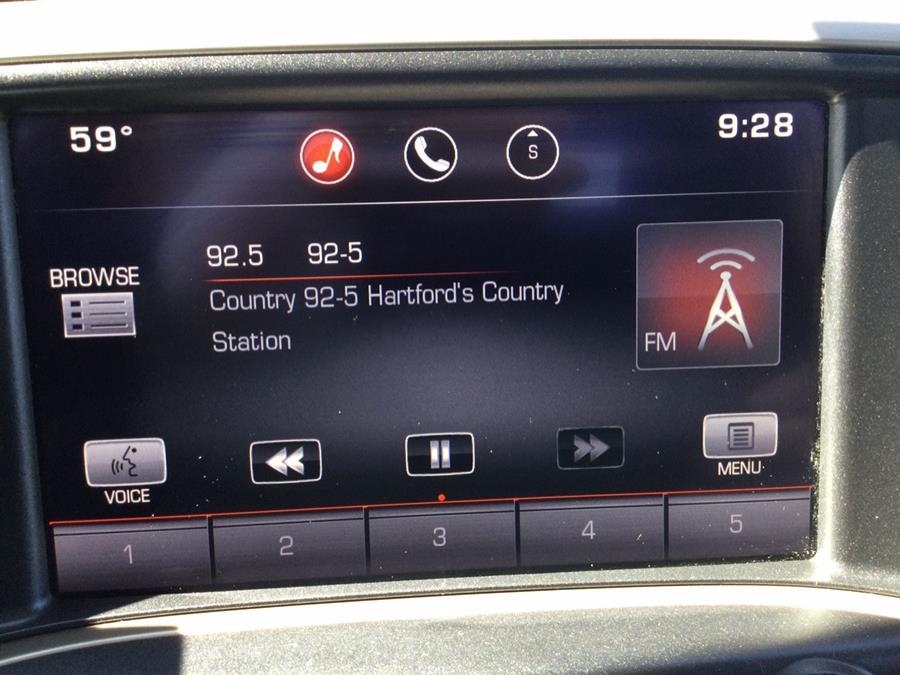 59°
S
9:28
BROWSE
92.5 92-5
Country 92-5 Hartford's Country
Station
FM
VOICE
MENU
1 2 3 4 5